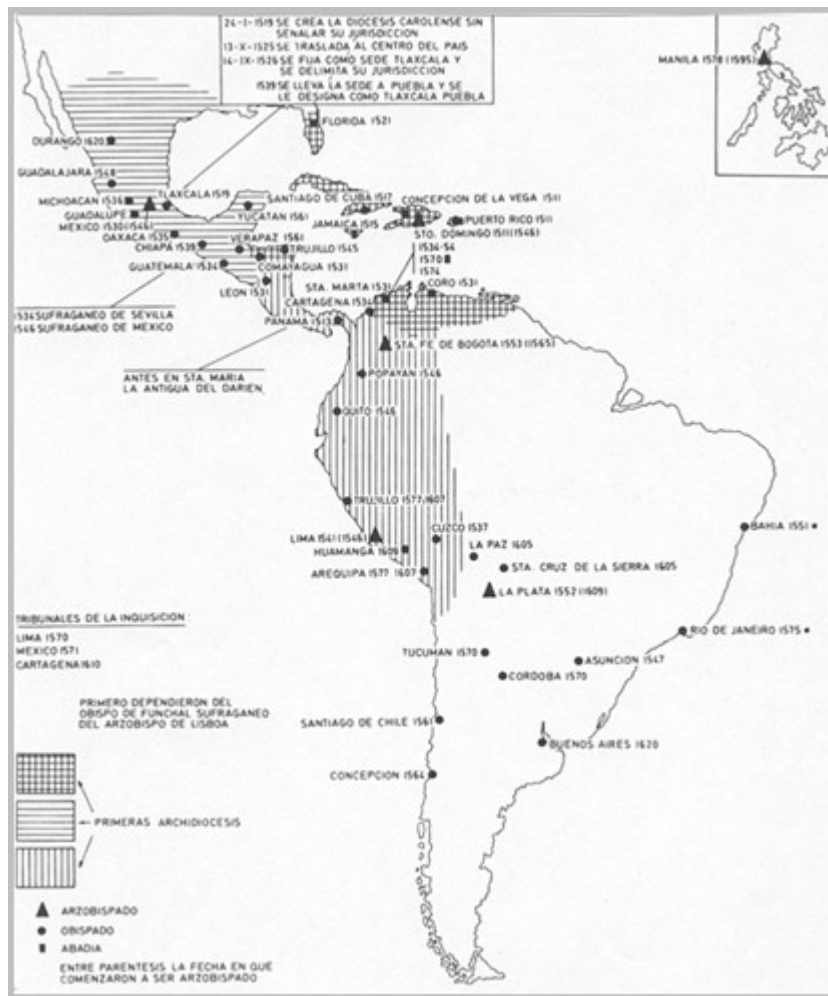 24-I-1519 SE CREA LA DIOCESIS CAROLENSE SIN
SEÑALAR SU JURISDICCION
13-X-1525 SE TRASLADA AL CENTRO DEL PAIS
14-IX-1526 SE FIJA COMO SEDE TLAXCALA Y
SE DELIMITA SU JURISDICCION
1539 SE LLEVA LA SEDE A PUEBLA Y SE
LE DESIGNA COMO TLAXCALA PUEBLA
MANILA 1578 (1595)
FLORIDA 1521
DURANGO 1620
GUADALAJARA 1548
MICHOACAN 1536
TLAXCALA 1519
SANTIAGO DE CUBA 1517
CONCEPCION DE LA VEGA 1511
GUADALUPE
YUCATAN 1561
JAMAICA 1515
PUERTO RICO 1511
MEXICO 1530 (1546)
STO. DOMINGO 1511 (1546)
OAXACA 1535
VERAPAZ 1561
TRUJILLO 1545
1534-54
CHIAPA 1539
COMAYAGUA 1531
1570
1574
GUATEMALA 1534
STA. MARTA 1531
CORO 1531
LEON 1531
CARTAGENA 1534
1534 SUFRAGANEO DE SEVILLA
1546 SUFRAGANEO DE MEXICO
PANAMA 1513
STA. FE DE BOGOTA 1553 (1565)
ANTES EN STA. MARIA
LA ANTIGUA DEL DARIEN
POPAYAN 1546
QUITO 1546
TRUJILLO 1577, 1607
LIMA 1541 (1546)
CUZCO 1537
BAHIA 1551
HUAMANGA 1609
LA PAZ 1605
AREQUIPA 1577 1607
STA. CRUZ DE LA SIERRA 1605
LA PLATA 1552 (1609)
TRIBUNALES DE LA INQUISICION
LIMA 1570
MEXICO 1571
CARTAGENA 1610
RIO DE JANEIRO 1575
TUCUMAN 1570
ASUNCION 1547
CORDOBA 1570
PRIMERO DEPENDIERON DEL
OBISPO DE FUNCHAL SUFRAGANEO
DEL ARZOBISPO DE LISBOA
SANTIAGO DE CHILE 1561
BUENOS AIRES 1620
CONCEPCION 1564
PRIMERAS ARCHIDIOCESIS
ARZOBISPADO
OBISPADO
ABADIA
ENTRE PARENTESIS LA FECHA EN QUE
COMENZARON A SER ARZOBISPADO